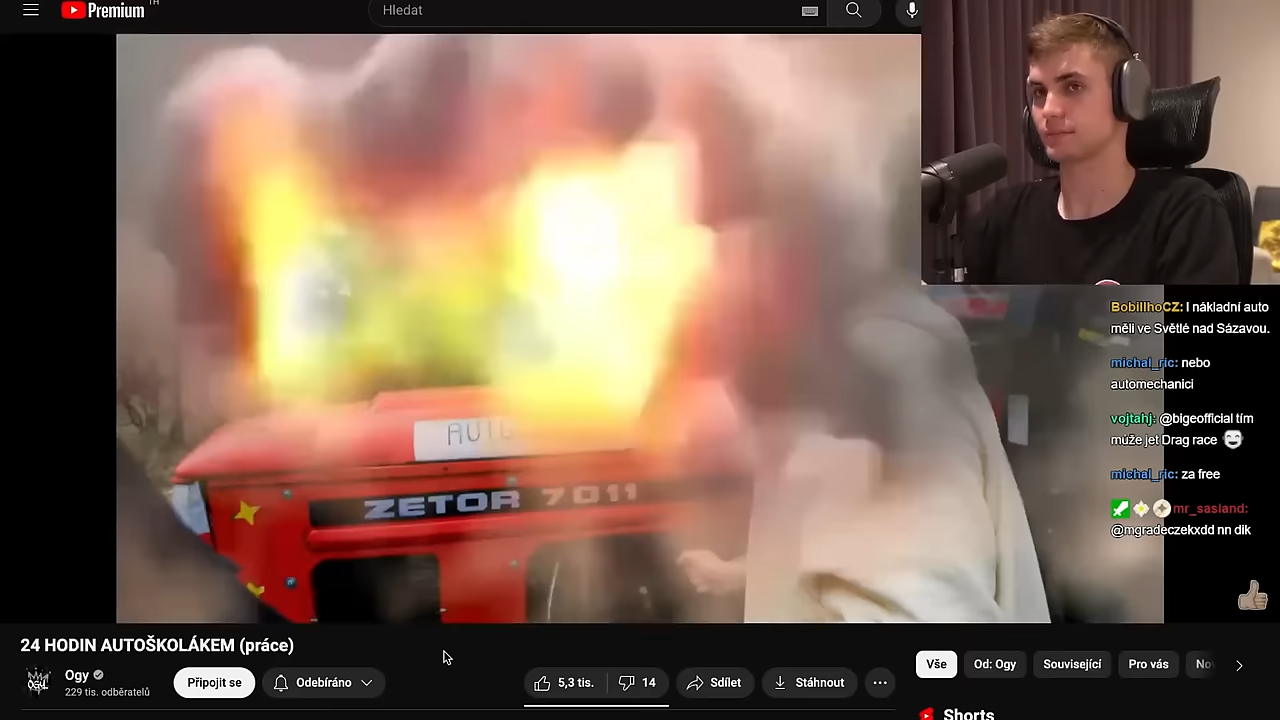 Premium TH
Hledat
BobillhoCZ: I nákladní auto
měli ve Světlé nad Sázavou.
michal_ric: nebo
automechanici
vojtahj: @bigeofficial tím
může jet Drag race
michal_ric: za free
mr_sasland:
@mgradeczekxdd nn dik
AUTO
ZETOR 7011
24 HODIN AUTOŠKOLÁKEM (práce)
Ogy
229 tis. odběratelů
Připojit se
Odebíráno
5,3 tis.
14
Sdílet
Stáhnout
Vše
Od: Ogy
Související
Pro vás
Shorts